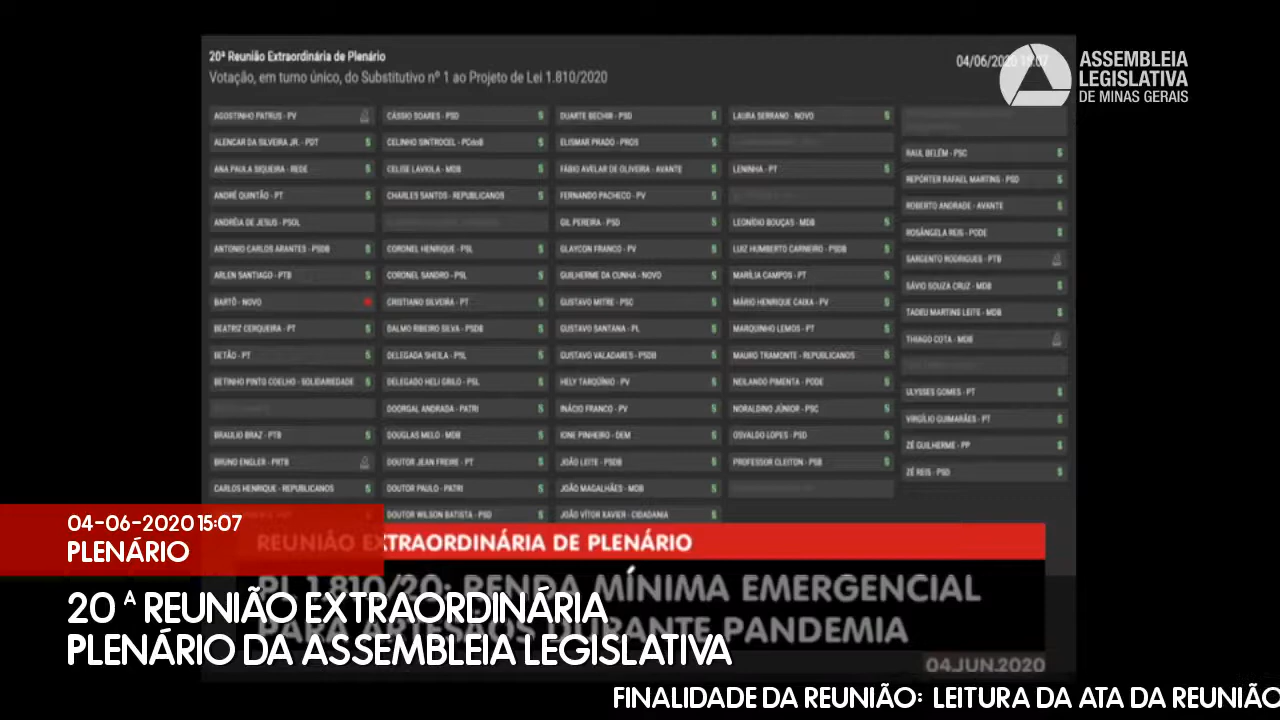 20ª Reunião Extraordinária de Plenário
Votação, em turno único, do Substitutivo nº 1 ao Projeto de Lei 1.810/2020
04/06/2020
ASSEMBLEIA
LEGISLATIVA
DE MINAS GERAIS
AGOSTINHO PATRUS - PV
ALENCAR DA SILVEIRA JR. - PDT S
ANA PAULA SIQUEIRA - REDE S
ANDRÉ QUINTÃO - PT S
ANDRÉIA DE JESUS - PSOL
ANTONIO CARLOS ARANTES - PSDB S
ARLEN SANTIAGO - PTB S
BARTÔ - NOVO
BEATRIZ CERQUEIRA - PT S
BETÃO - PT S
BETINHO PINTO COELHO - SOLIDARIEDADE S
BRAULIO BRAZ - PTB S
BRUNO ENGLER - PRTB
CARLOS HENRIQUE - REPUBLICANOS S
CÁSSIO SOARES - PSD S
CELINHO SINTROCEL - PCdoB S
CELISE LAVIOLA - MDB S
CHARLES SANTOS - REPUBLICANOS S
CORONEL HENRIQUE - PSL S
CORONEL SANDRO - PSL S
CRISTIANO SILVEIRA - PT S
DALMO RIBEIRO SILVA - PSDB S
DELEGADA SHEILA - PSL S
DELEGADO HELI GRILO - PSL S
DOORGAL ANDRADA - PATRI S
DOUGLAS MELO - MDB S
DOUTOR JEAN FREIRE - PT S
DOUTOR PAULO - PATRI S
DOUTOR WILSON BATISTA - PSD S
DUARTE BECHIR - PSD S
ELISMAR PRADO - PROS S
FÁBIO AVELAR DE OLIVEIRA - AVANTE S
FERNANDO PACHECO - PV S
GIL PEREIRA - PSD S
GLAYCON FRANCO - PV S
GUILHERME DA CUNHA - NOVO S
GUSTAVO MITRE - PSC S
GUSTAVO SANTANA - PL S
GUSTAVO VALADARES - PSDB S
HELY TARQÜÍNIO - PV S
INÁCIO FRANCO - PV S
IONE PINHEIRO - DEM S
JOÃO LEITE - PSDB S
JOÃO MAGALHÃES - MDB S
JOÃO VÍTOR XAVIER - CIDADANIA S
LAURA SERRANO - NOVO S
LENINHA - PT S
LEONÍDIO BOUÇAS - MDB S
LUIZ HUMBERTO CARNEIRO - PSDB S
MARÍLIA CAMPOS - PT S
MÁRIO HENRIQUE CAIXA - PV S
MARQUINHO LEMOS - PT S
MAURO TRAMONTE - REPUBLICANOS S
NEILANDO PIMENTA - PODE S
NORALDINO JÚNIOR - PSC S
OSVALDO LOPES - PSD S
PROFESSOR CLEITON - PSB S
RAUL BELÉM - PSC S
REPÓRTER RAFAEL MARTINS - PSD S
ROBERTO ANDRADE - AVANTE S
ROSÂNGELA REIS - PODE S
SARGENTO RODRIGUES - PTB
SÁVIO SOUZA CRUZ - MDB S
TADEU MARTINS LEITE - MDB S
THIAGO COTA - MDB
ULYSSES GOMES - PT S
VIRGÍLIO GUIMARÃES - PT S
ZÉ GUILHERME - PP S
ZÉ REIS - PSD S
04-06-2020 15:07
PLENÁRIO
REUNIÃO EXTRAORDINÁRIA DE PLENÁRIO
PL 1.810/20: RENDA MÍNIMA EMERGENCIAL
PARA ARTESÃOS DURANTE PANDEMIA
20ª REUNIÃO EXTRAORDINÁRIA
PLENÁRIO DA ASSEMBLEIA LEGISLATIVA
04.JUN.2020
FINALIDADE DA REUNIÃO: LEITURA DA ATA DA REUNIÃO